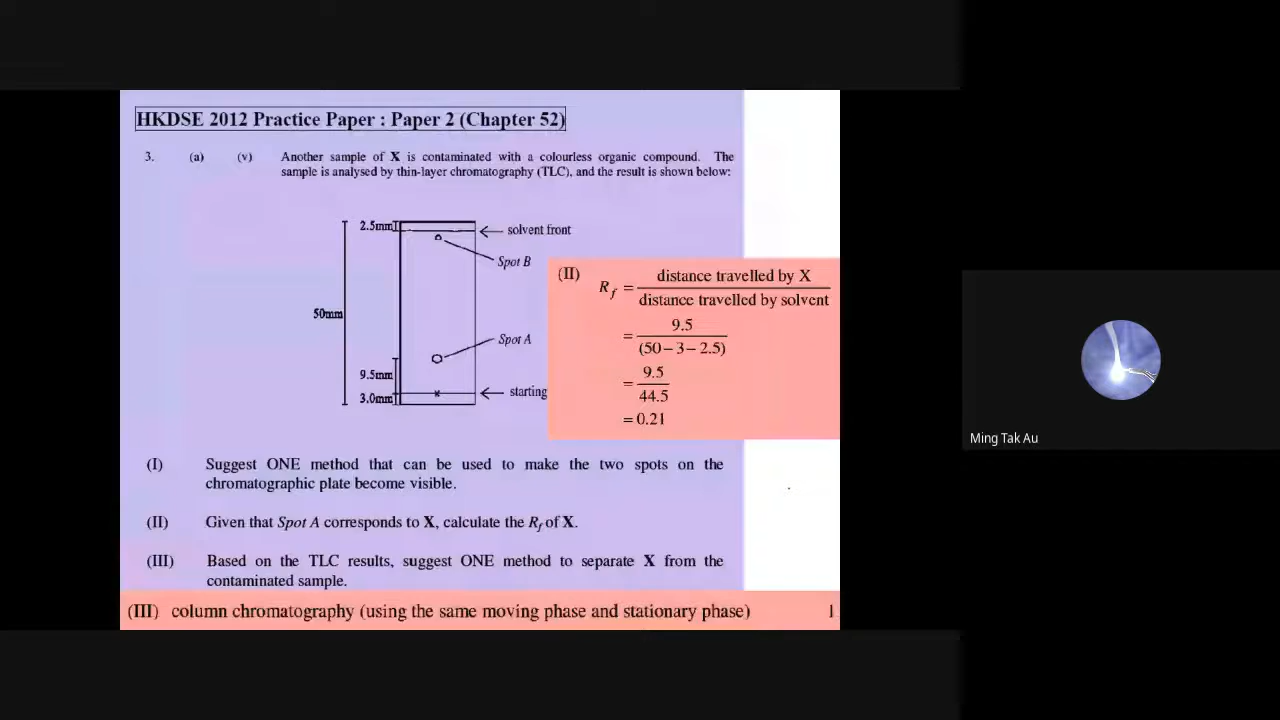 HKDSE 2012 Practice Paper : Paper 2 (Chapter 52)
3. (a) (v) Another sample of X is contaminated with a colourless organic compound. The
sample is analysed by thin-layer chromatography (TLC), and the result is shown below:
2.5mm
solvent front
Spot B
50mm
Spot A
9.5mm
3.0mm
starting
(II) R_f = distance travelled by X / distance travelled by solvent
= 9.5 / (50 – 3 – 2.5)
= 9.5 / 44.5
= 0.21
(I) Suggest ONE method that can be used to make the two spots on the
chromatographic plate become visible.
(II) Given that Spot A corresponds to X, calculate the R_f of X.
(III) Based on the TLC results, suggest ONE method to separate X from the
contaminated sample.
(III) column chromatography (using the same moving phase and stationary phase) 1
Ming Tak Au